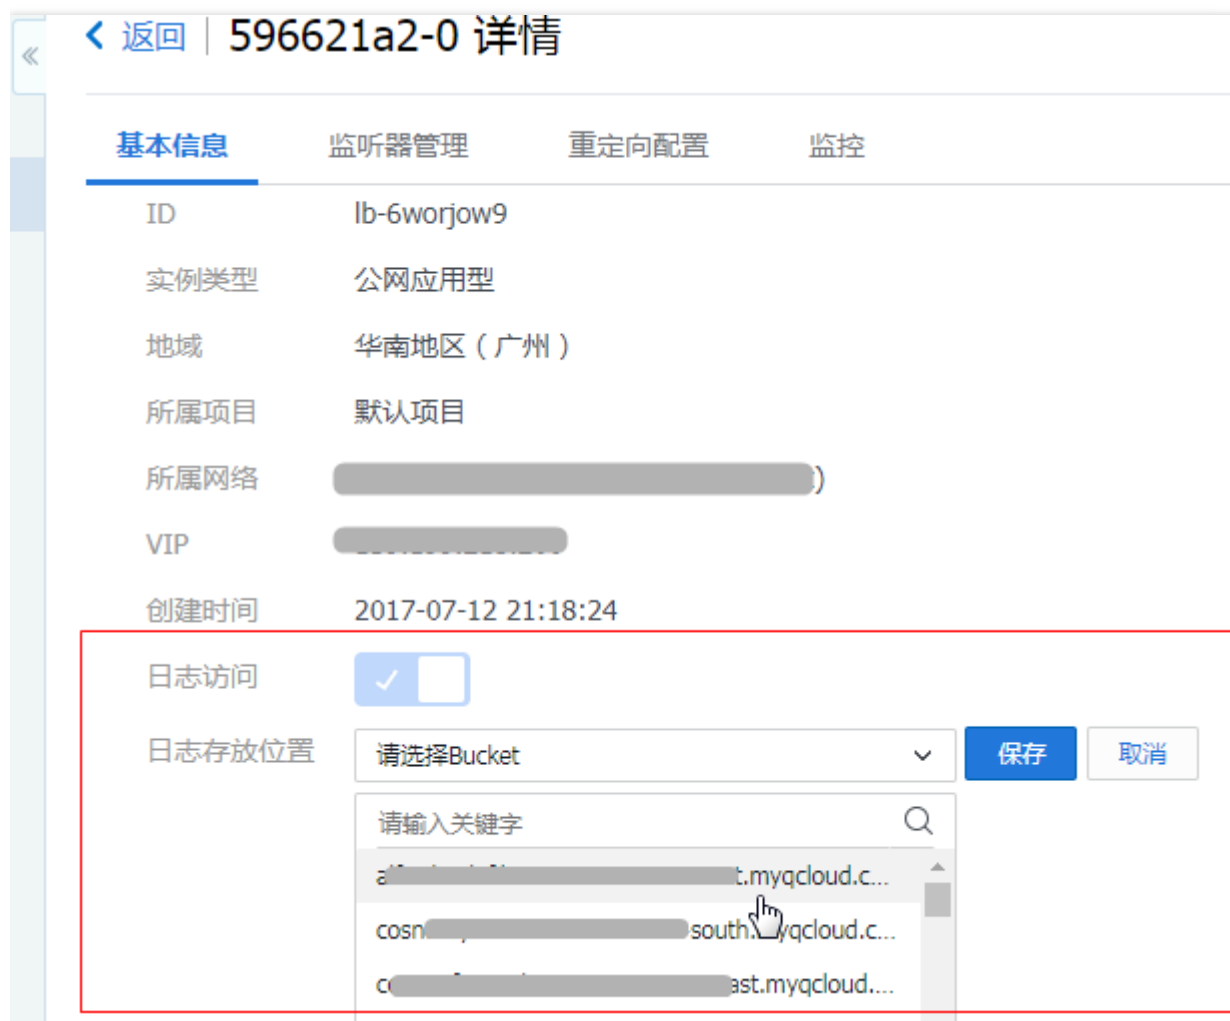 返回 | 596621a2-0 详情
基本信息 监听器管理 重定向配置 监控
ID lb-6worjow9
实例类型 公网应用型
地域 华南地区（广州）
所属项目 默认项目
所属网络 )
VIP
创建时间 2017-07-12 21:18:24
日志访问
日志存放位置 请选择Bucket 保存 取消
请输入关键字
t.myqcloud.c...
cosn south. yqcloud.c...
ast.myqcloud....